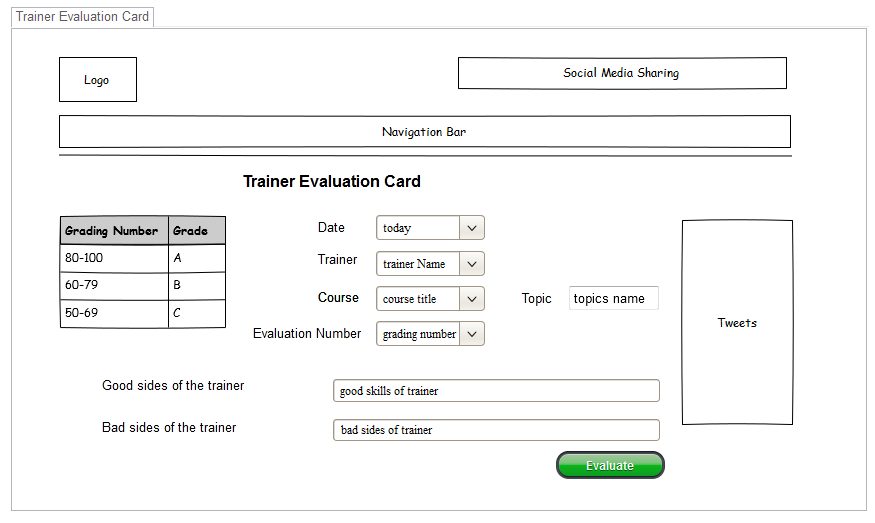 Trainer Evaluation Card
Logo
Social Media Sharing
Navigation Bar
Trainer Evaluation Card
Grading Number Grade
80-100 A
60-79 B
50-69 C
Date today
Trainer trainer Name
Course course title
Topic topics name
Evaluation Number grading number
Tweets
Good sides of the trainer good skills of trainer
Bad sides of the trainer bad sides of trainer
Evaluate